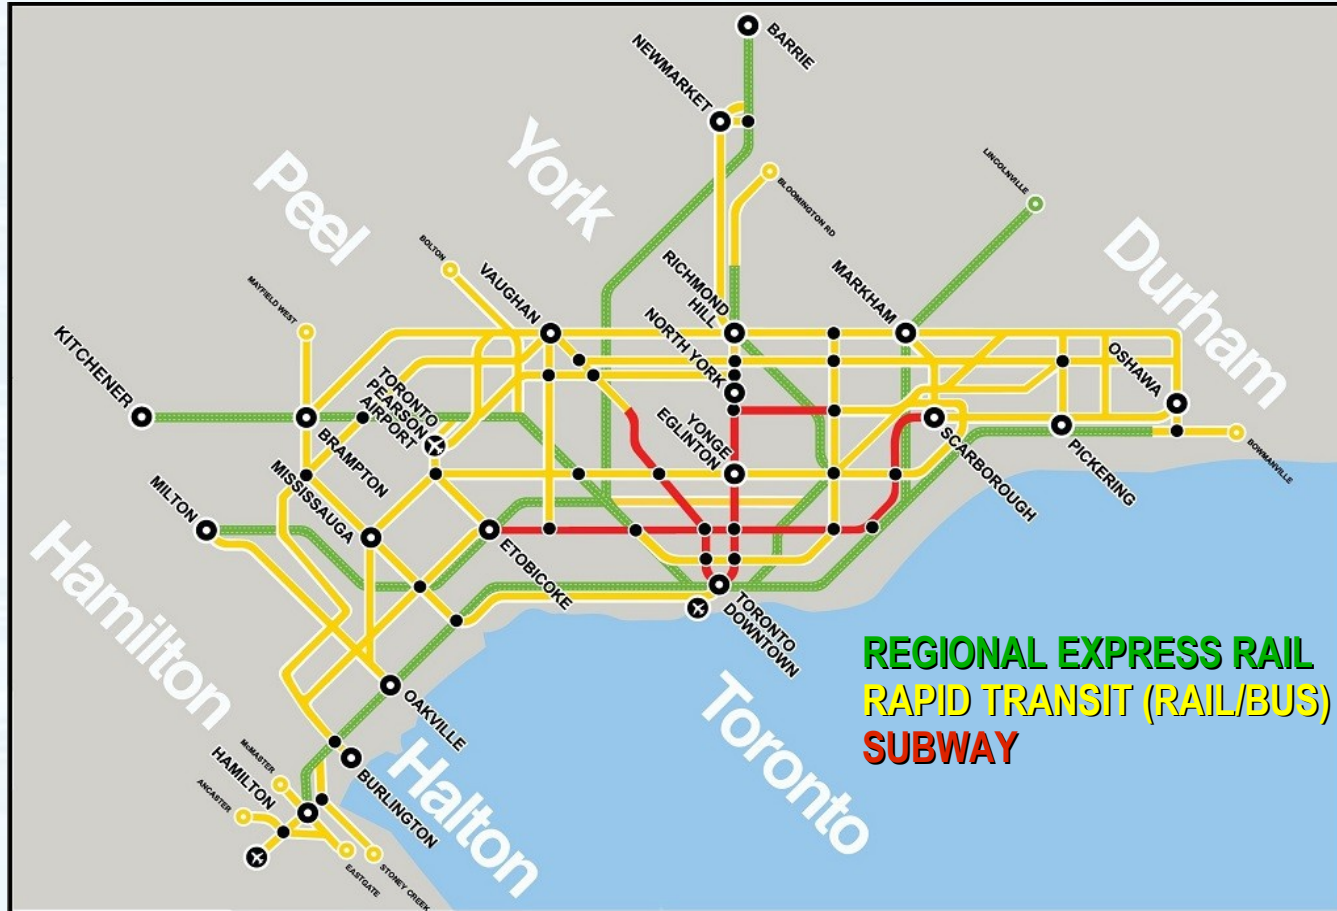 BARRIE
NEWMARKET
York
Peel
LINCOLNVILLE
BLOOMINGTON RD
Durham
BOLTON
VAUGHAN
RICHMOND
HILL
MARKHAM
MAYFIELD WEST
KITCHENER
NORTH YORK
OSHAWA
TORONTO
PEARSON
AIRPORT
YONGE
EGLINTON
BRAMPTON
SCARBOROUGH
PICKERING
BOWMANVILLE
MISSISSAUGA
MILTON
ETOBICOKE
Hamilton
TORONTO
DOWNTOWN
REGIONAL EXPRESS RAIL
RAPID TRANSIT (RAIL/BUS)
SUBWAY
Toronto
OAKVILLE
McMASTER
HAMILTON
Halton
BURLINGTON
ANCASTER
EASTGATE
STONEY CREEK